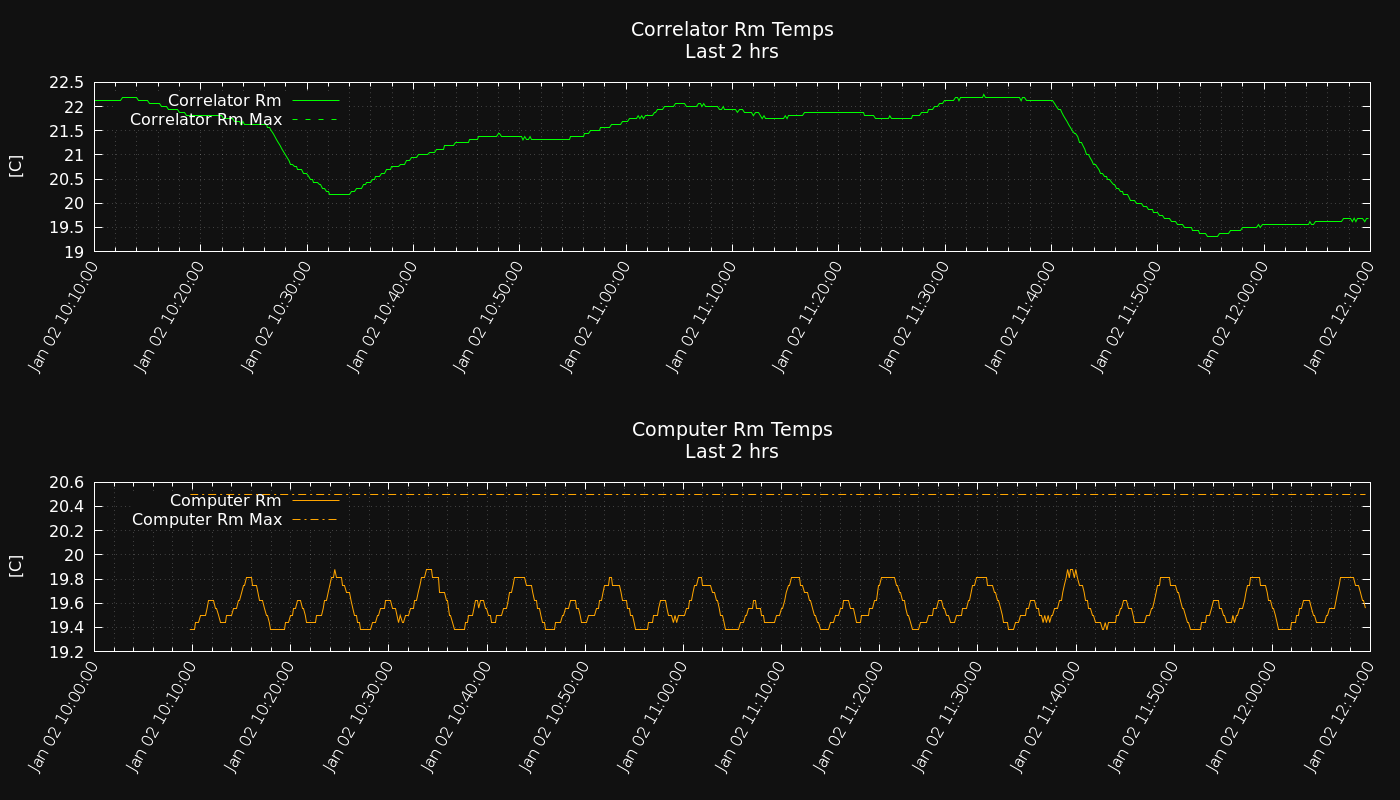 Correlator Rm Temps
Last 2 hrs
22.5
22
21.5
21
20.5
20
19.5
19
[C]
Correlator Rm
Correlator Rm Max
Jan 02 10:10:00
Jan 02 10:20:00
Jan 02 10:30:00
Jan 02 10:40:00
Jan 02 10:50:00
Jan 02 11:00:00
Jan 02 11:10:00
Jan 02 11:20:00
Jan 02 11:30:00
Jan 02 11:40:00
Jan 02 11:50:00
Jan 02 12:00:00
Jan 02 12:10:00
Computer Rm Temps
Last 2 hrs
20.6
20.4
20.2
20
19.8
19.6
19.4
19.2
[C]
Computer Rm
Computer Rm Max
Jan 02 10:00:00
Jan 02 10:10:00
Jan 02 10:20:00
Jan 02 10:30:00
Jan 02 10:40:00
Jan 02 10:50:00
Jan 02 11:00:00
Jan 02 11:10:00
Jan 02 11:20:00
Jan 02 11:30:00
Jan 02 11:40:00
Jan 02 11:50:00
Jan 02 12:00:00
Jan 02 12:10:00